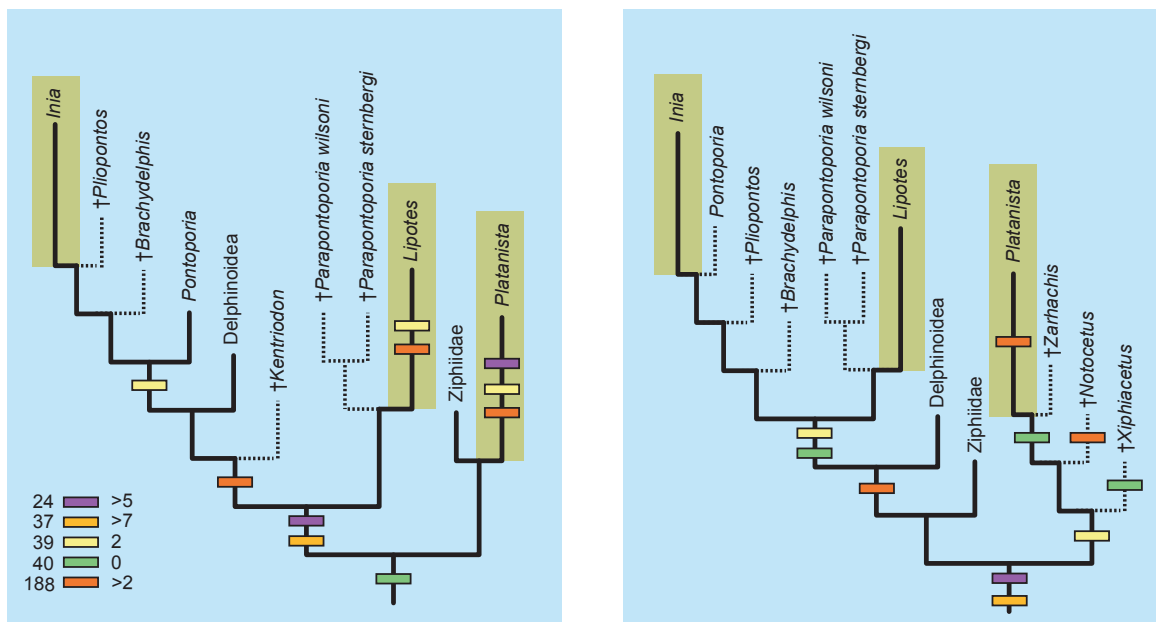 Inia
†Pliopontos
†Brachydelphis
Pontoporia
Delphinoidea
†Kentriodon
†Parapontoporia wilsoni
†Parapontoporia sternbergi
Lipotes
Ziphiidae
Platanista
24 >5
37 >7
39 2
40 0
188 >2
Inia
Pontoporia
†Pliopontos
†Brachydelphis
†Parapontoporia wilsoni
†Parapontoporia sternbergi
Lipotes
Delphinoidea
Ziphiidae
Platanista
†Zarhachis
†Notocetus
†Xiphiacetus